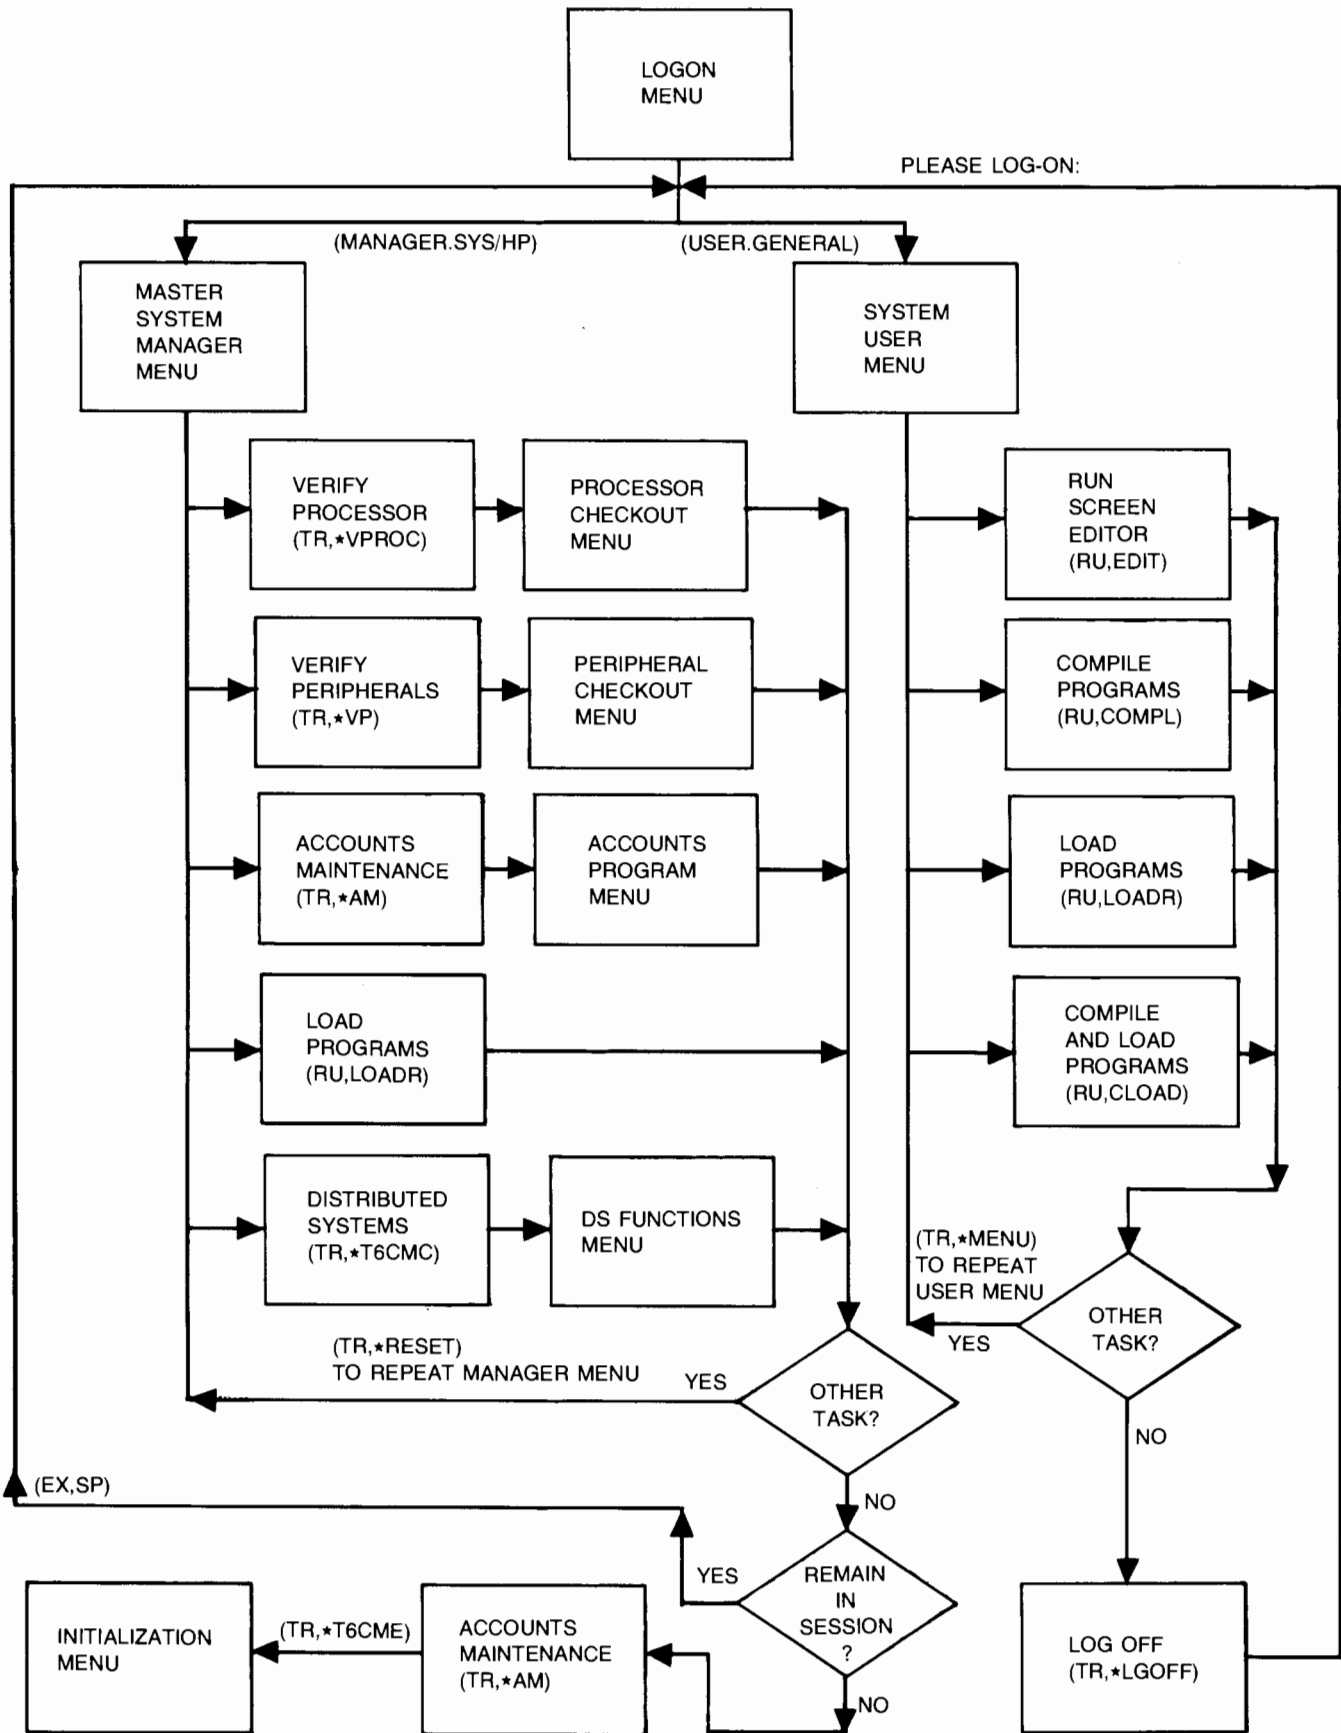 LOGON
MENU
PLEASE LOG-ON:
(MANAGER.SYS/HP)
(USER.GENERAL)
MASTER
SYSTEM
MANAGER
MENU
SYSTEM
USER
MENU
VERIFY
PROCESSOR
(TR,*VPROC)
PROCESSOR
CHECKOUT
MENU
RUN
SCREEN
EDITOR
(RU,EDIT)
VERIFY
PERIPHERALS
(TR,*VP)
PERIPHERAL
CHECKOUT
MENU
COMPILE
PROGRAMS
(RU,COMPL)
ACCOUNTS
MAINTENANCE
(TR,*AM)
ACCOUNTS
PROGRAM
MENU
LOAD
PROGRAMS
(RU,LOADR)
LOAD
PROGRAMS
(RU,LOADR)
COMPILE
AND LOAD
PROGRAMS
(RU,CLOAD)
DISTRIBUTED
SYSTEMS
(TR,*T6CMC)
DS FUNCTIONS
MENU
(TR,*MENU)
TO REPEAT
USER MENU
YES
OTHER
TASK?
NO
(TR,*RESET)
TO REPEAT MANAGER MENU
YES
OTHER
TASK?
NO
(EX,SP)
YES
REMAIN
IN
SESSION
?
NO
INITIALIZATION
MENU
(TR,*T6CME)
ACCOUNTS
MAINTENANCE
(TR,*AM)
LOG OFF
(TR,*LGOFF)